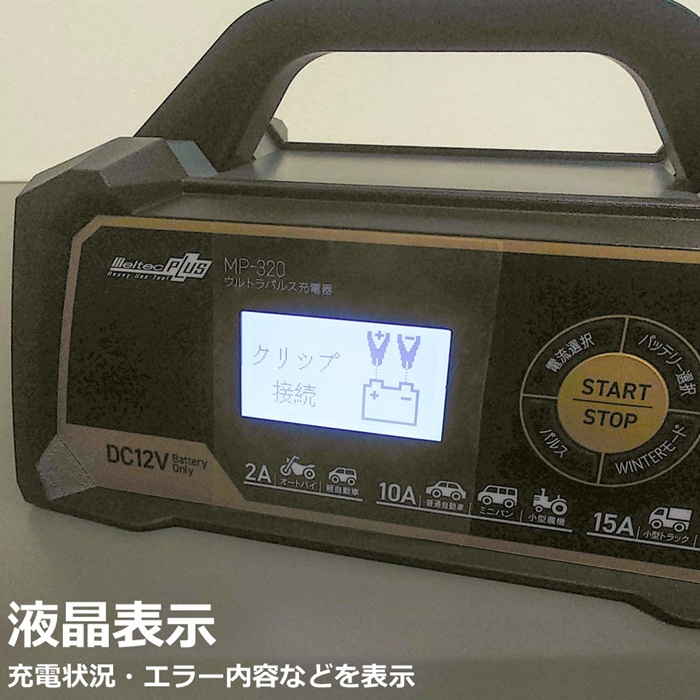 Meltec PLUS
Heavy Use Tool
MP-320
ウルトラパルス充電器
クリップ
接続
+ -
+ -
電流選択
バッテリー選択
START
STOP
パルス
WINTERモード
DC12V Battery Only
2A オートバイ 軽自動車
10A 普通自動車 ミニバン 小型農機
15A 小型トラック
液晶表示
充電状況・エラー内容などを表示